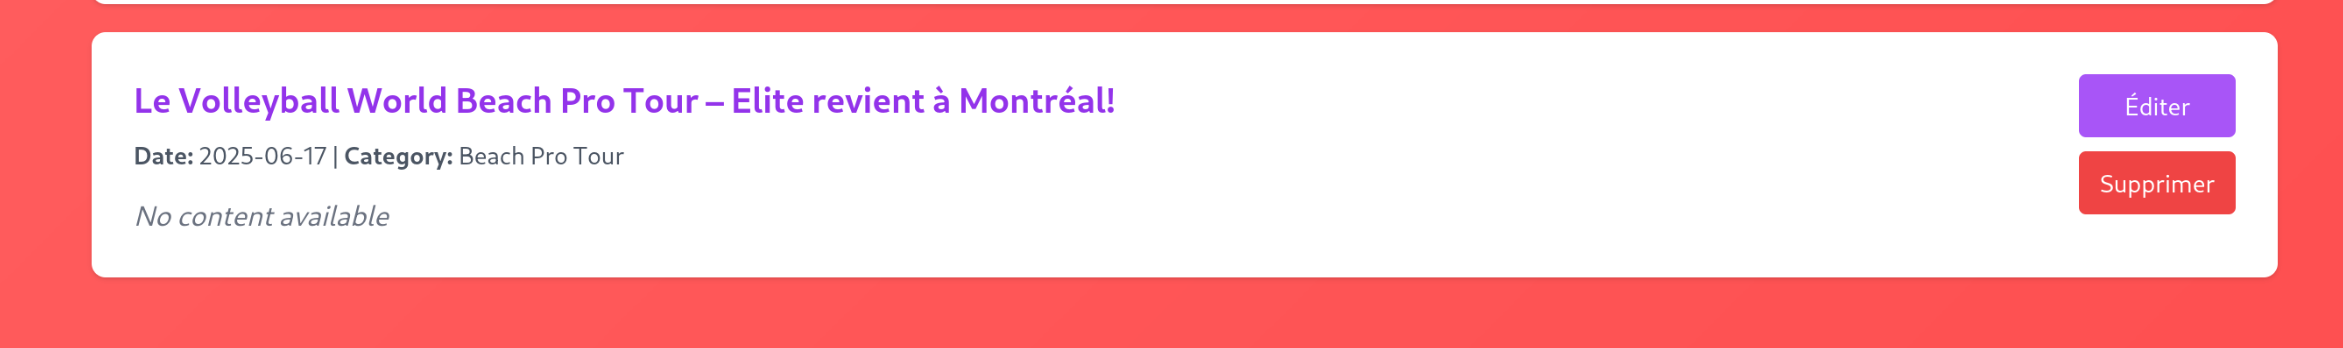 Le Volleyball World Beach Pro Tour – Elite revient à Montréal!
Date: 2025-06-17 | Category: Beach Pro Tour
No content available
Éditer
Supprimer